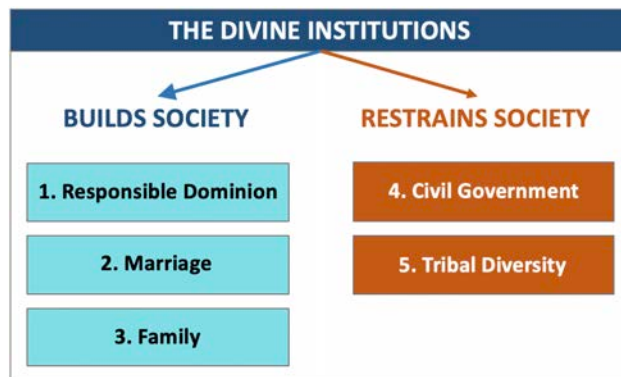 THE DIVINE INSTITUTIONS
BUILDS SOCIETY
1. Responsible Dominion
2. Marriage
3. Family
RESTRAINS SOCIETY
4. Civil Government
5. Tribal Diversity